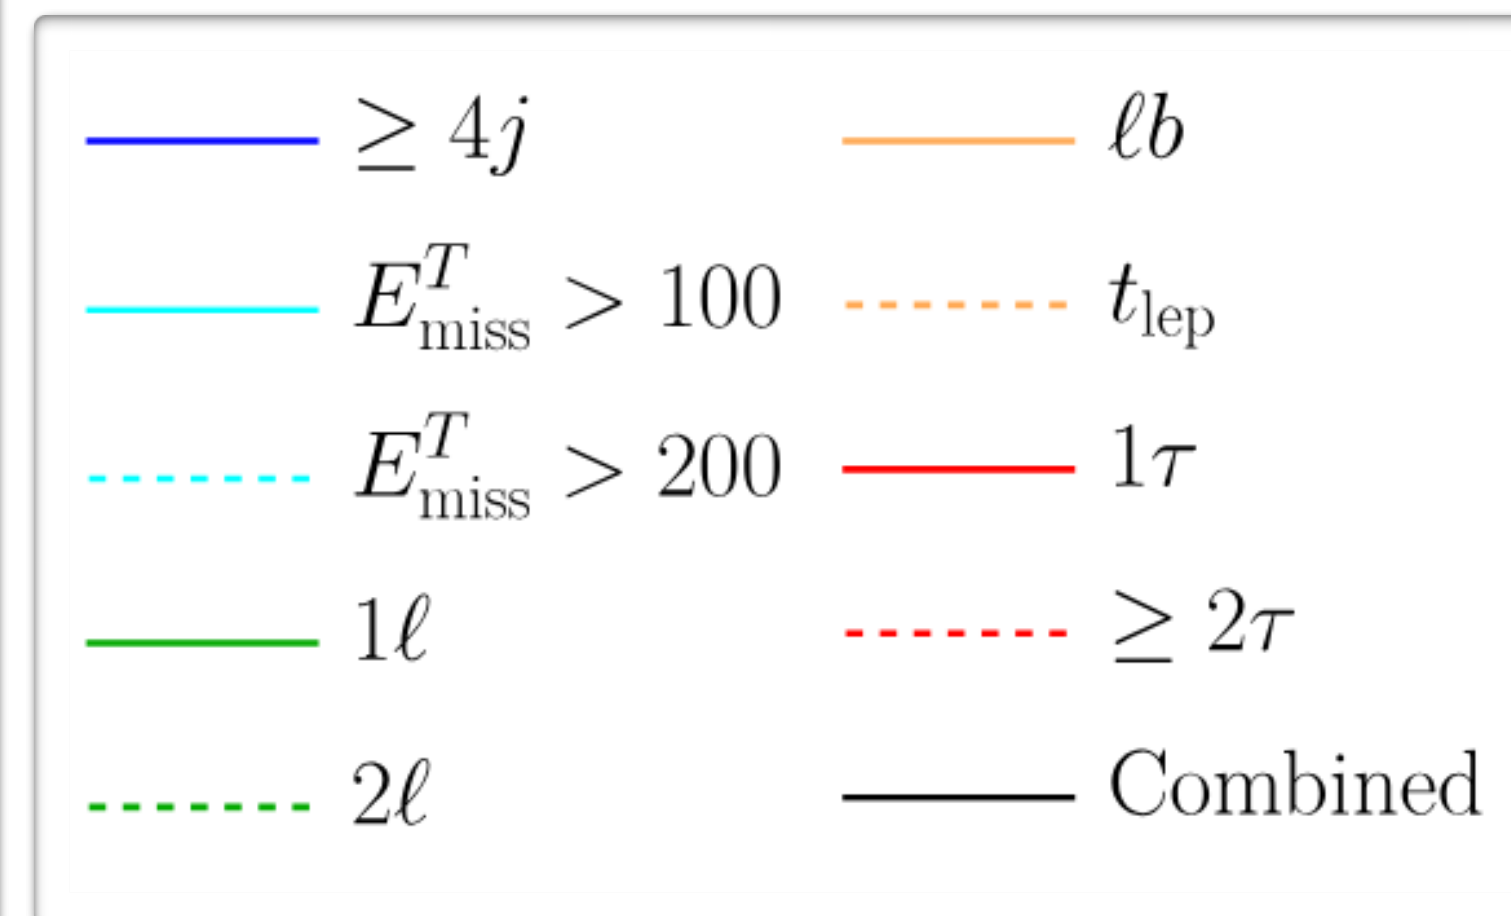 ≥ 4j
E^T_miss > 100
E^T_miss > 200
1ℓ
2ℓ
ℓb
t_lep
1τ
≥ 2τ
Combined